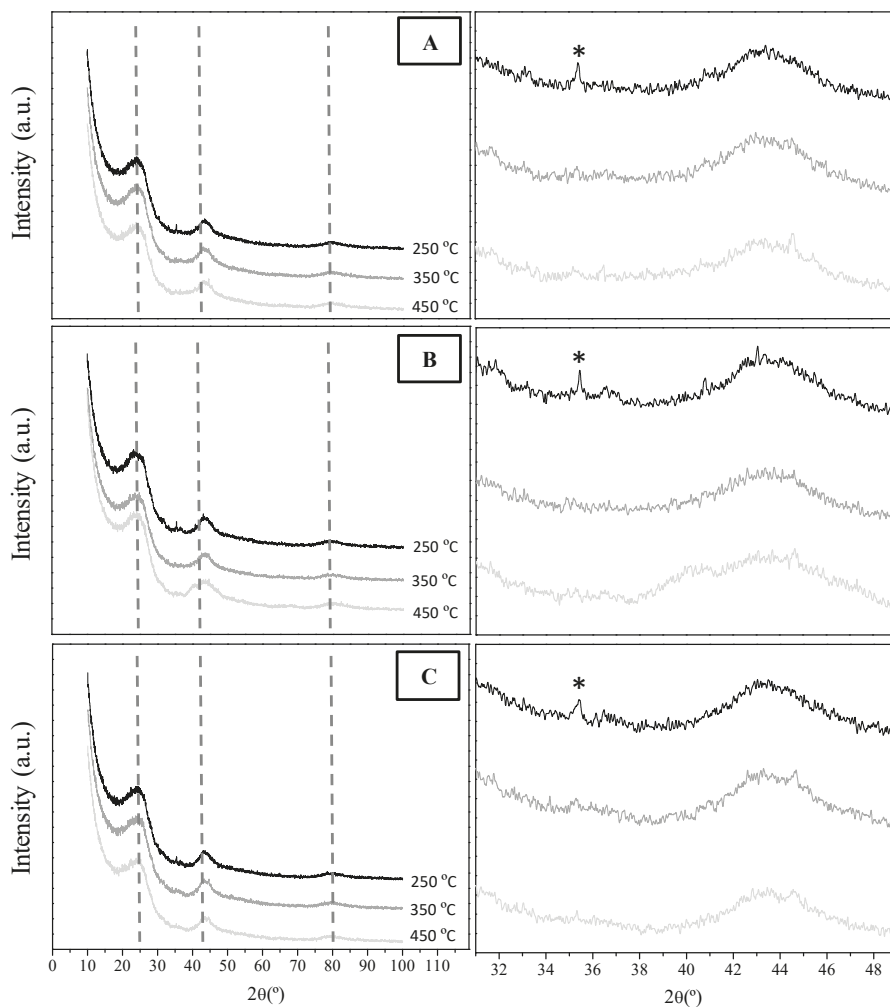 A
*
Intensity (a.u.)
250 °C
350 °C
450 °C
B
*
Intensity (a.u.)
250 °C
350 °C
450 °C
C
*
Intensity (a.u.)
250 °C
350 °C
450 °C
0 10 20 30 40 50 60 70 80 90 100 110
32 34 36 38 40 42 44 46 48
2θ(º)
2θ(º)